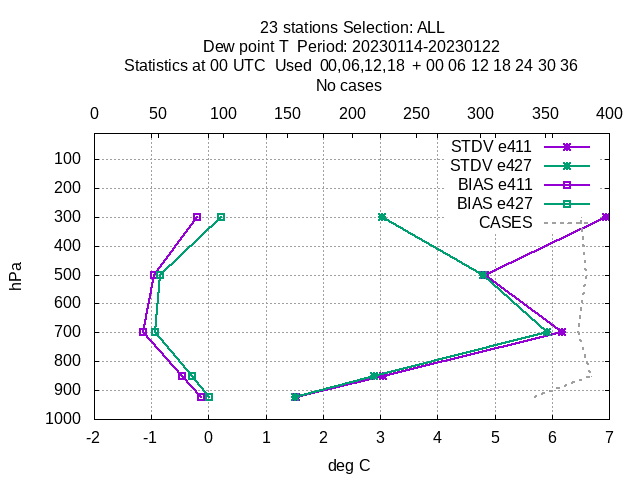 23 stations Selection: ALL
Dew point T  Period: 20230114-20230122
Statistics at 00 UTC  Used  00,06,12,18  + 00 06 12 18 24 30 36
No cases
0 50 100 150 200 250 300 350 400
STDV e411
STDV e427
BIAS e411
BIAS e427
CASES
100
200
300
400
500
600
700
800
900
1000
hPa
-2 -1 0 1 2 3 4 5 6 7
deg C